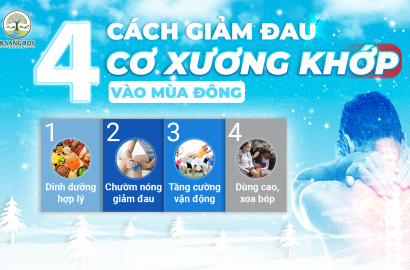 4
CÁCH GIẢM ĐAU
CƠ XƯƠNG KHỚP
VÀO MÙA ĐÔNG
1
Dinh dưỡng
hợp lý
2
Chườm nóng
giảm đau
3
Tăng cường
vận động
4
Dùng cao,
xoa bóp